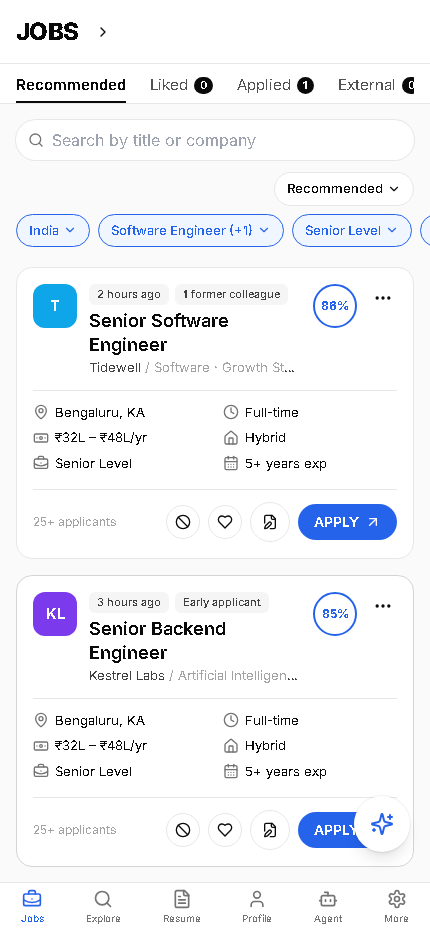 JOBS
Recommended Liked 0 Applied 1 External 0
Search by title or company
Recommended
India Software Engineer (+1) Senior Level
T
2 hours ago 1 former colleague
86%
Senior Software
Engineer
Tidewell / Software · Growth St...
Bengaluru, KA Full-time
₹32L – ₹48L/yr Hybrid
Senior Level 5+ years exp
25+ applicants APPLY
KL
3 hours ago Early applicant
85%
Senior Backend
Engineer
Kestrel Labs / Artificial Intelligen...
Bengaluru, KA Full-time
₹32L – ₹48L/yr Hybrid
Senior Level 5+ years exp
25+ applicants APPLY
Jobs Explore Resume Profile Agent More